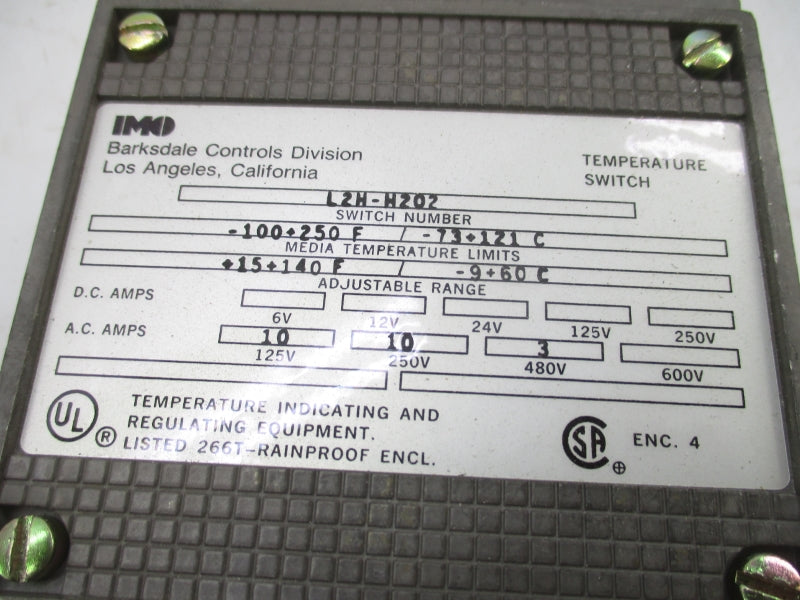 IMO
Barksdale Controls Division
Los Angeles, California
TEMPERATURE
SWITCH
L2H-H202
SWITCH NUMBER
-100+250 F / -73+121 C
MEDIA TEMPERATURE LIMITS
+15+140 F / -9+60 C
ADJUSTABLE RANGE
D.C. AMPS
6V 12V 24V 125V 250V
A.C. AMPS 10 10 3
125V 250V 480V 600V
UL ® TEMPERATURE INDICATING AND
REGULATING EQUIPMENT.
LISTED 266T-RAINPROOF ENCL.
SA ENC. 4